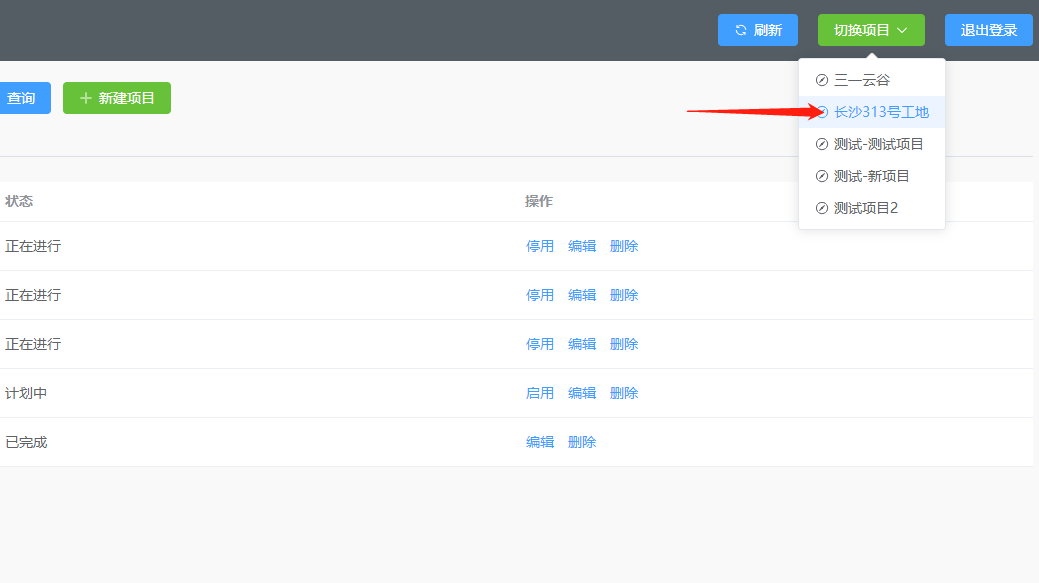 刷新 切换项目 退出登录
查询 新建项目
三一云谷
长沙313号工地
测试-测试项目
测试-新项目
测试项目2
状态 操作
正在进行 停用 编辑 删除
正在进行 停用 编辑 删除
正在进行 停用 编辑 删除
计划中 启用 编辑 删除
已完成 编辑 删除